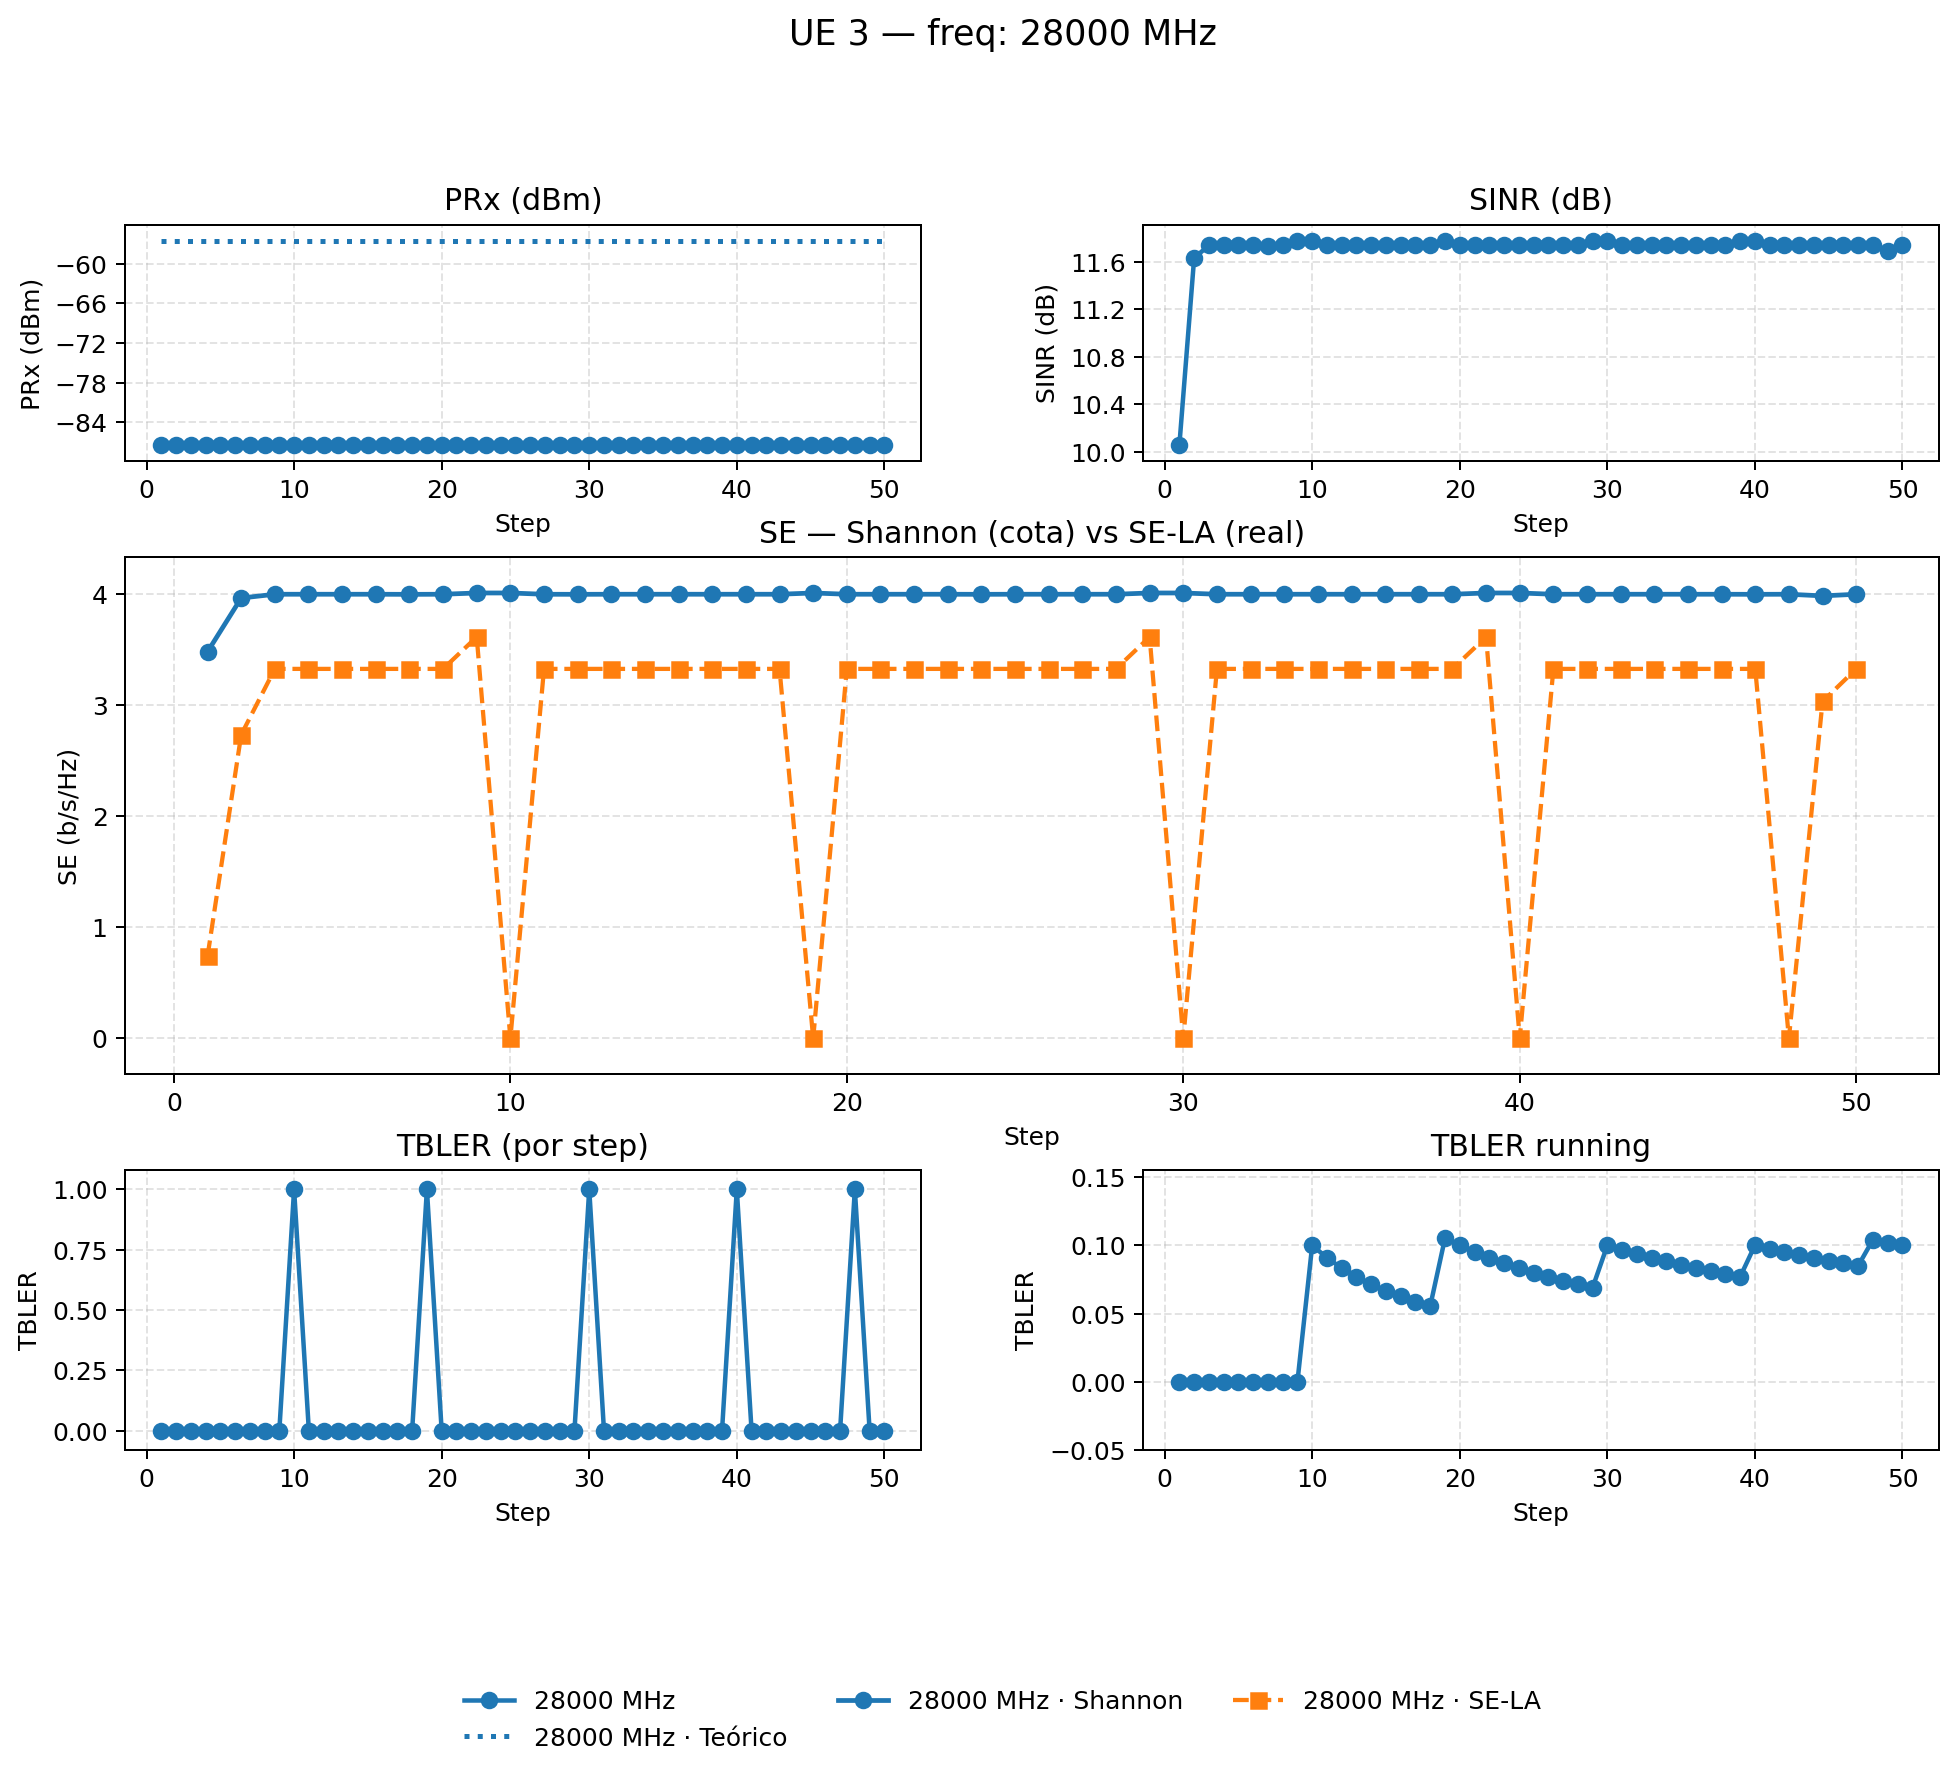 UE 3 — freq: 28000 MHz
PRx (dBm)
PRx (dBm)
−60
−66
−72
−78
−84
0 10 20 30 40 50
Step
SINR (dB)
SINR (dB)
11.6
11.2
10.8
10.4
10.0
0 10 20 30 40 50
Step
SE — Shannon (cota) vs SE-LA (real)
SE (b/s/Hz)
4
3
2
1
0
0 10 20 30 40 50
Step
TBLER (por step)
TBLER
1.00
0.75
0.50
0.25
0.00
0 10 20 30 40 50
Step
TBLER running
TBLER
0.15
0.10
0.05
0.00
−0.05
0 10 20 30 40 50
Step
28000 MHz
28000 MHz · Teórico
28000 MHz · Shannon
28000 MHz · SE-LA